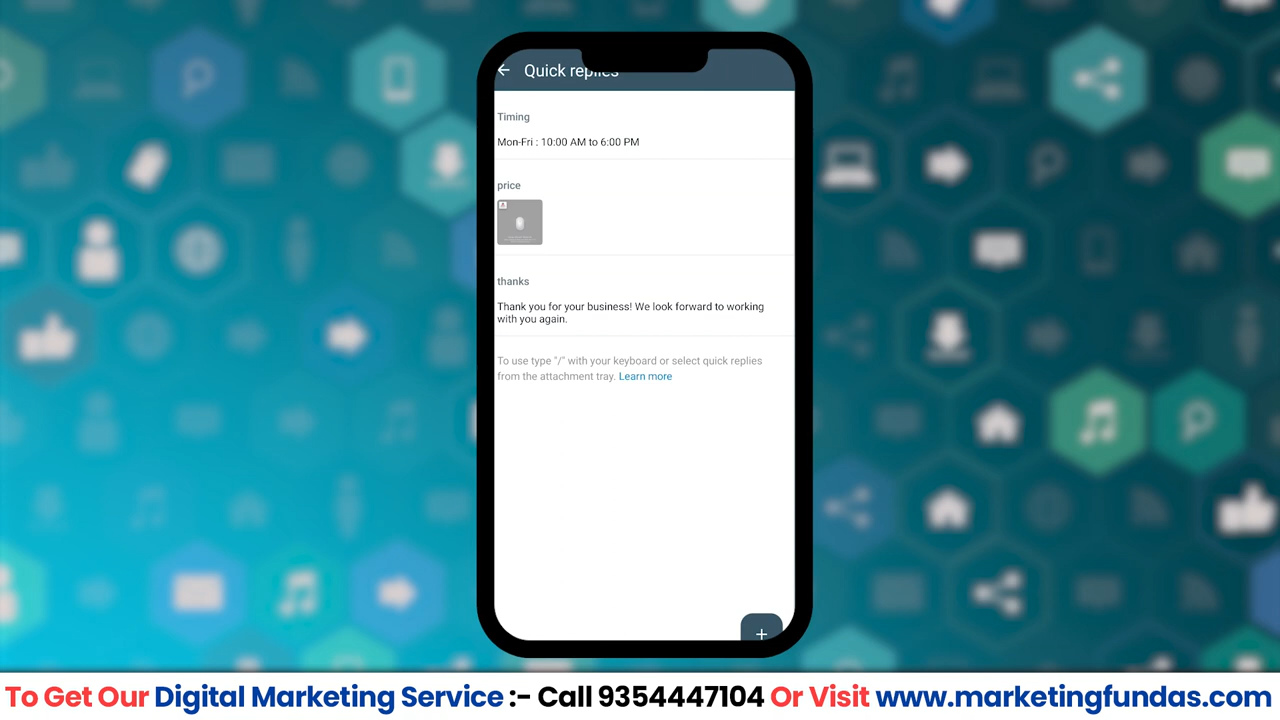 Quick replies
Timing
Mon-Fri : 10:00 AM to 6:00 PM
price
thanks
Thank you for your business! We look forward to working
with you again.
To use type "/" with your keyboard or select quick replies
from the attachment tray. Learn more
+
To Get Our Digital Marketing Service :- Call 9354447104 Or Visit www.marketingfundas.com